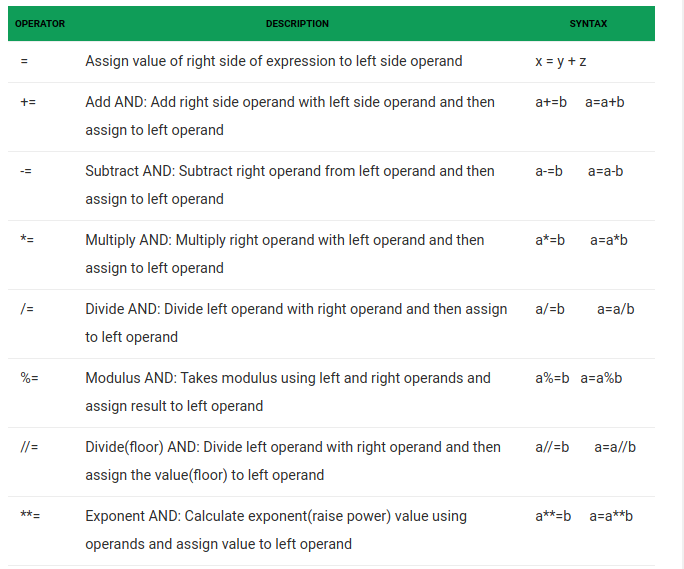 OPERATOR DESCRIPTION SYNTAX
= Assign value of right side of expression to left side operand x = y + z
+= Add AND: Add right side operand with left side operand and then a+=b a=a+b
assign to left operand
-= Subtract AND: Subtract right operand from left operand and then a-=b a=a-b
assign to left operand
*= Multiply AND: Multiply right operand with left operand and then a*=b a=a*b
assign to left operand
/= Divide AND: Divide left operand with right operand and then assign a/=b a=a/b
to left operand
%= Modulus AND: Takes modulus using left and right operands and a%=b a=a%b
assign result to left operand
//= Divide(floor) AND: Divide left operand with right operand and then a//=b a=a//b
assign the value(floor) to left operand
**= Exponent AND: Calculate exponent(raise power) value using a**=b a=a**b
operands and assign value to left operand